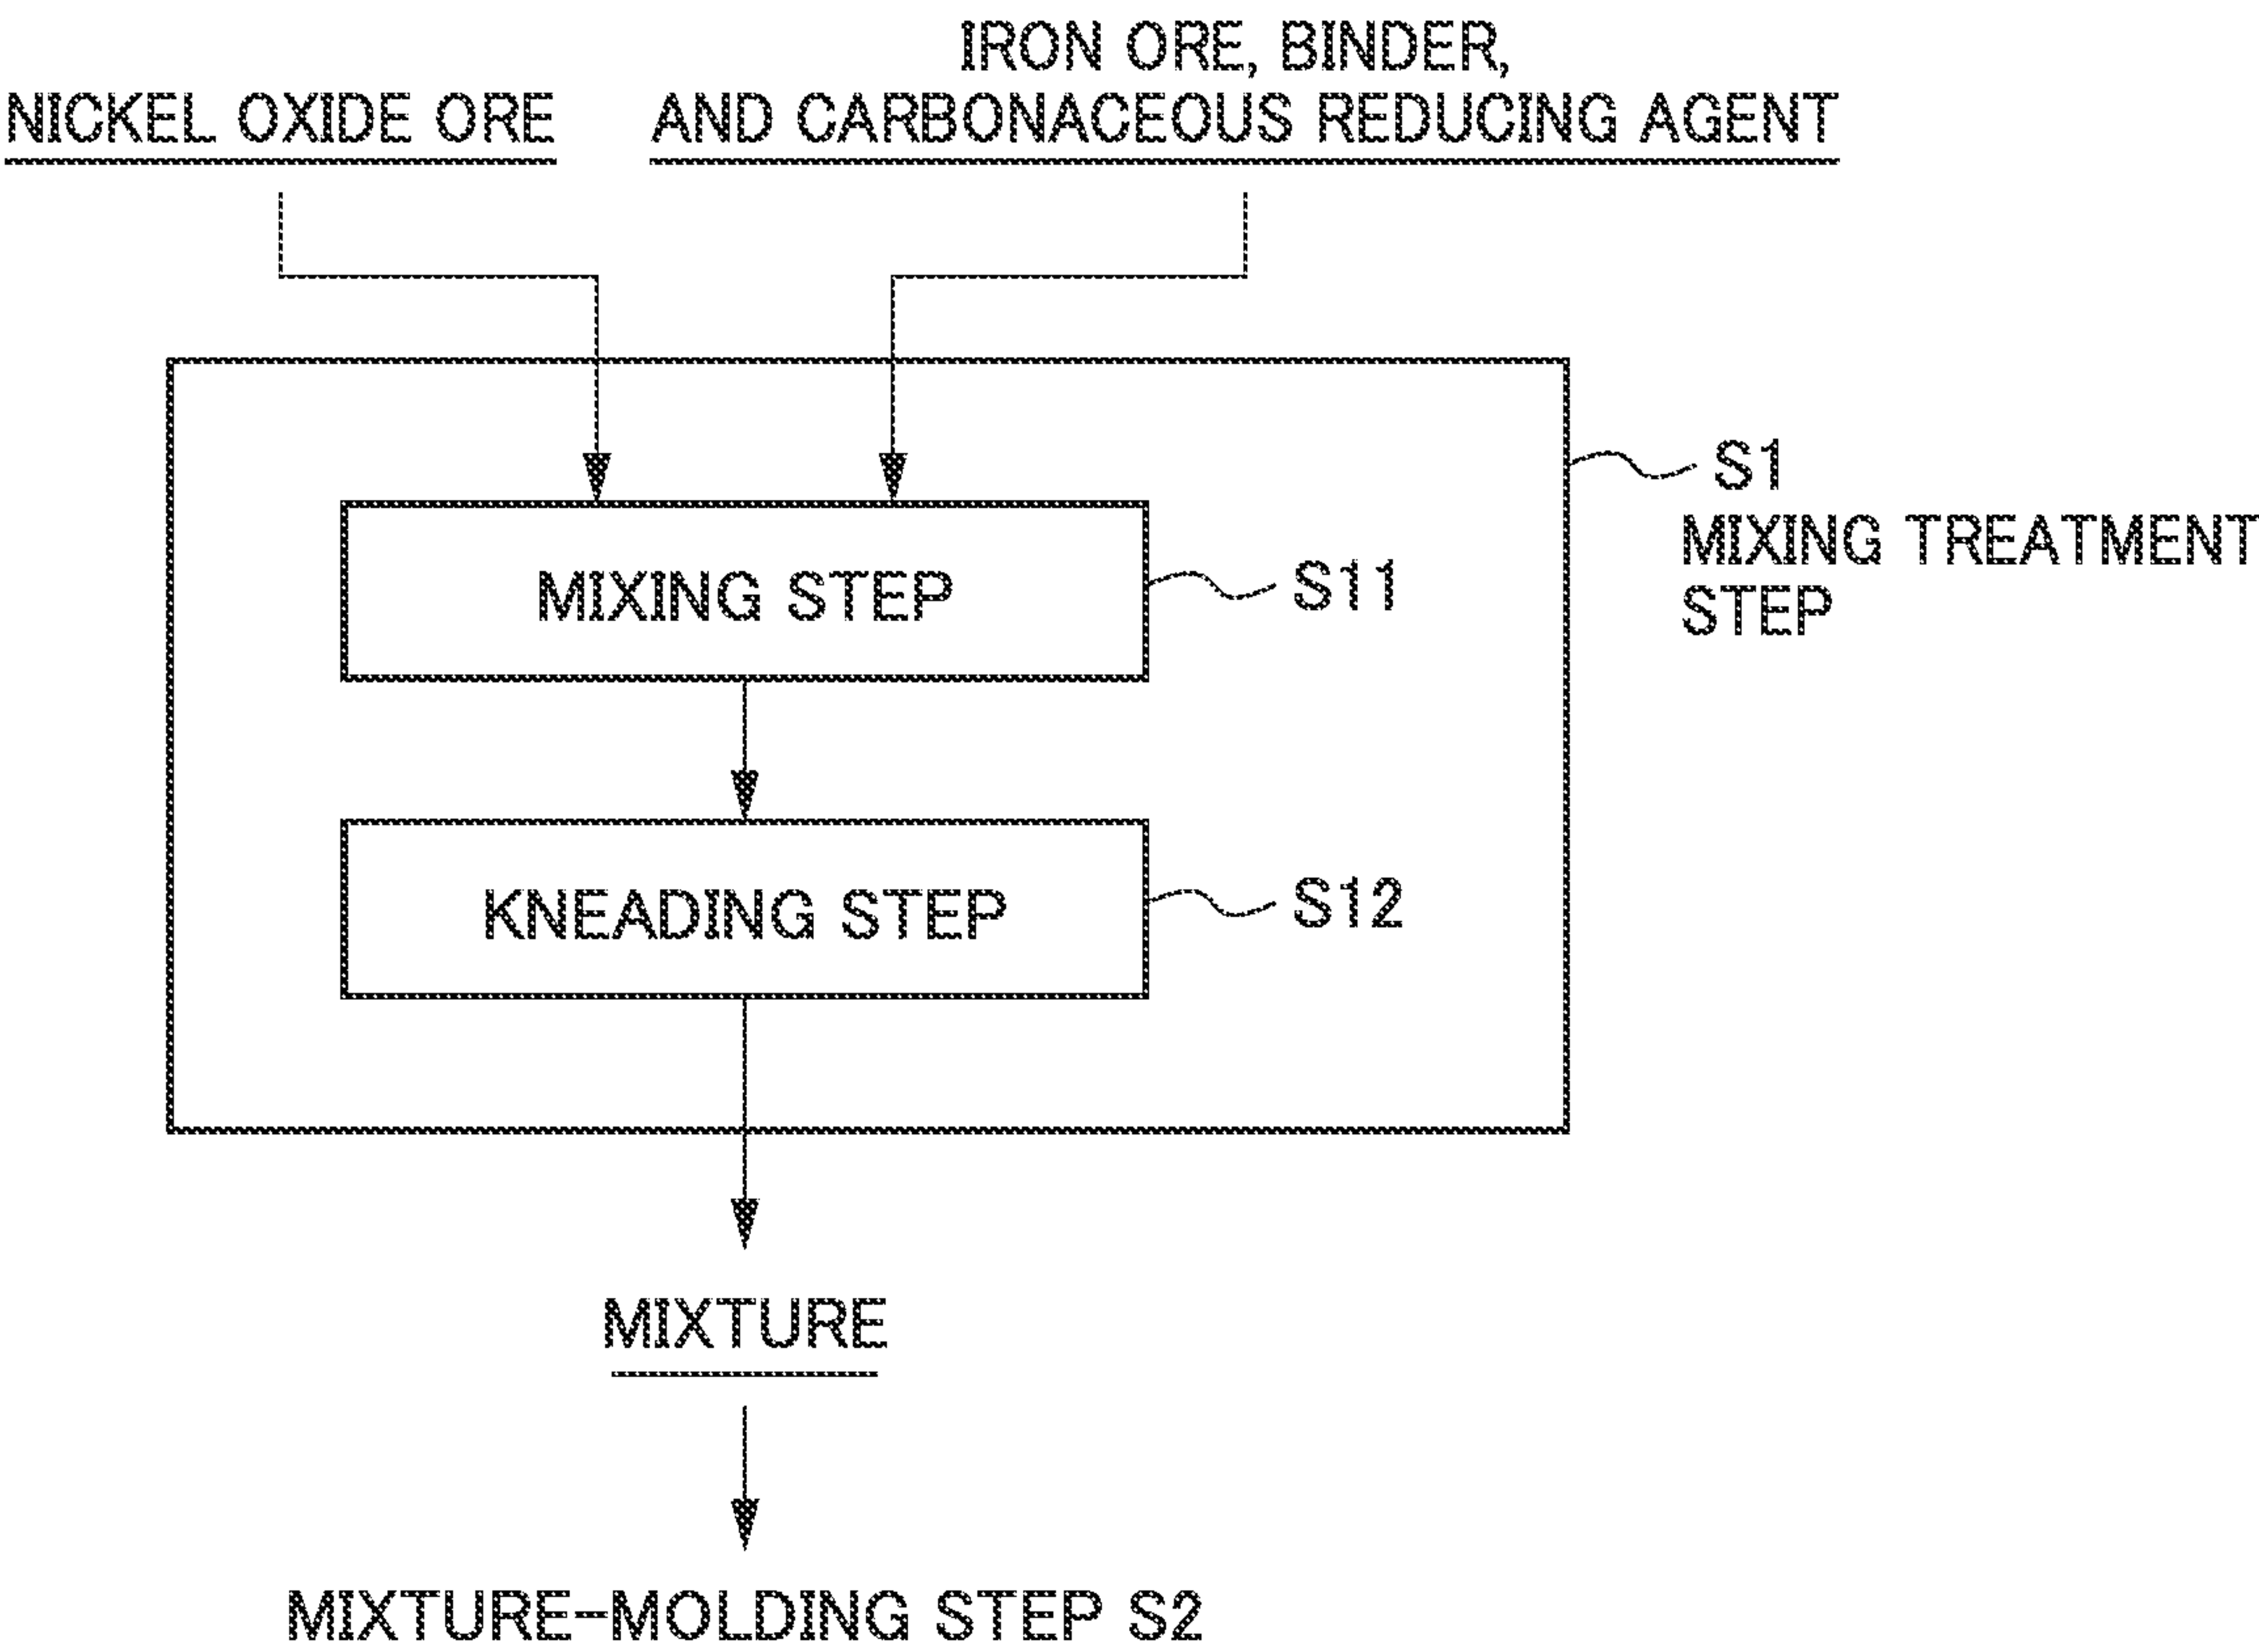 IRON ORE, BINDER,
NICKEL OXIDE ORE
AND CARBONACEOUS REDUCING AGENT
S1
MIXING TREATMENT
STEP
MIXING STEP
S11
KNEADING STEP
S12
MIXTURE
MIXTURE-MOLDING STEP S2